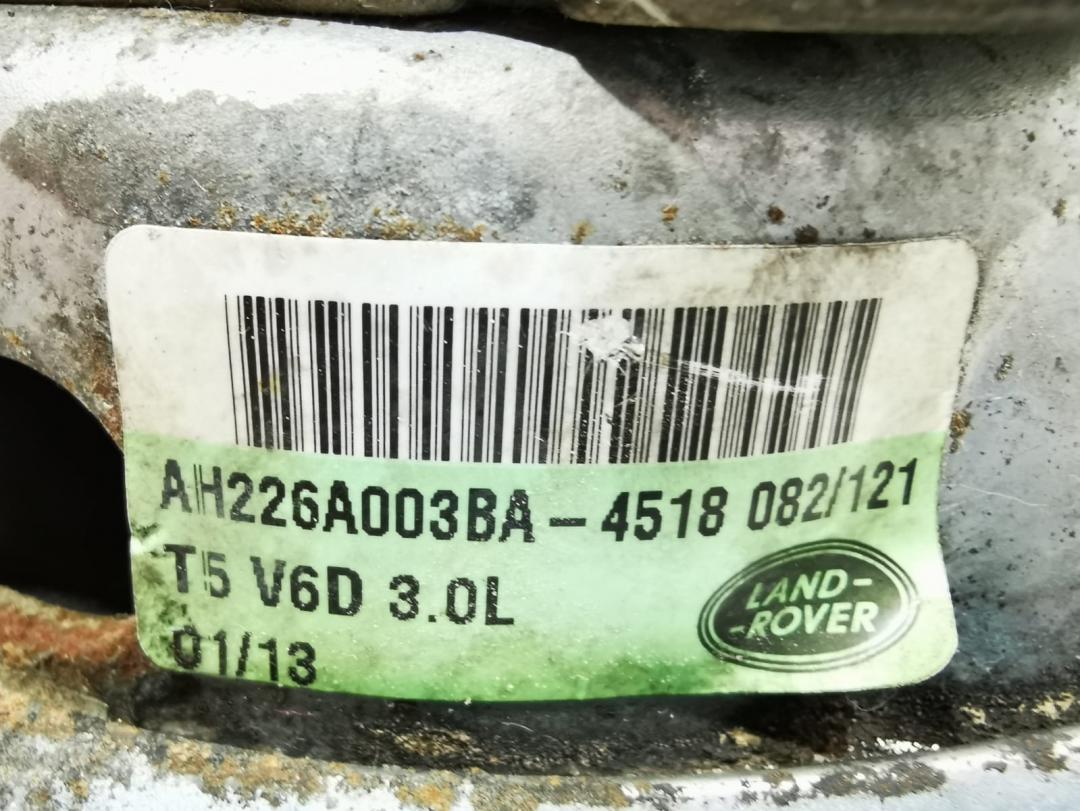 AH226A003BA-4518 082/121
T5 V6D 3.0L
01/13
LAND-
-ROVER